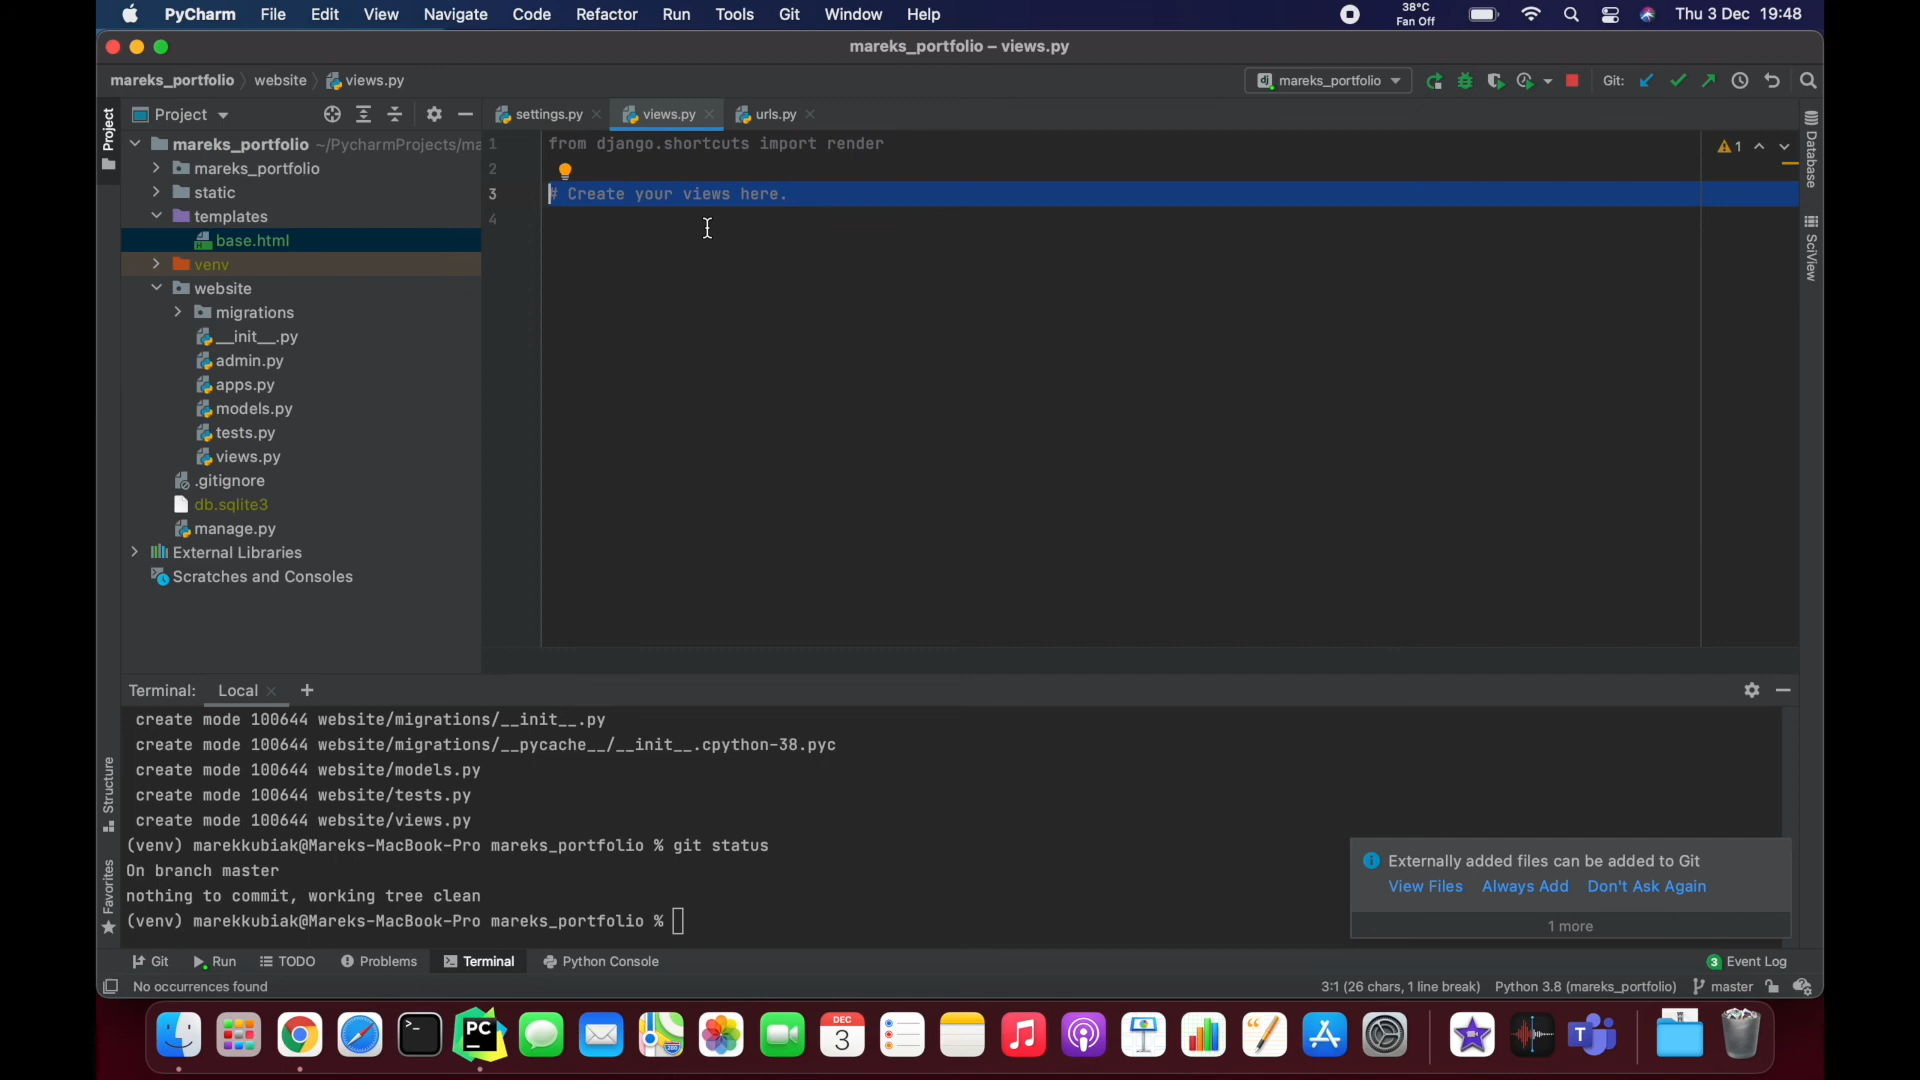 PyCharm File Edit View Navigate Code Refactor Run Tools Git Window Help 38°C Fan Off Thu 3 Dec 19:48
mareks_portfolio – views.py
mareks_portfolio website views.py mareks_portfolio Git:
Project settings.py views.py urls.py
Project
mareks_portfolio ~/PycharmProjects/ma
mareks_portfolio
static
templates
base.html
venv
website
migrations
__init__.py
admin.py
apps.py
models.py
tests.py
views.py
.gitignore
db.sqlite3
manage.py
External Libraries
Scratches and Consoles
1 from django.shortcuts import render
2
3 # Create your views here.
4
1
Database
SciView
Structure
Favorites
Terminal: Local
create mode 100644 website/migrations/__init__.py
create mode 100644 website/migrations/__pycache__/__init__.cpython-38.pyc
create mode 100644 website/models.py
create mode 100644 website/tests.py
create mode 100644 website/views.py
(venv) marekkubiak@Mareks-MacBook-Pro mareks_portfolio % git status
On branch master
nothing to commit, working tree clean
(venv) marekkubiak@Mareks-MacBook-Pro mareks_portfolio %
Externally added files can be added to Git
View Files Always Add Don't Ask Again
1 more
Git Run TODO Problems Terminal Python Console 3 Event Log
No occurrences found 3:1 (26 chars, 1 line break) Python 3.8 (mareks_portfolio) master
PC
DEC
3
T